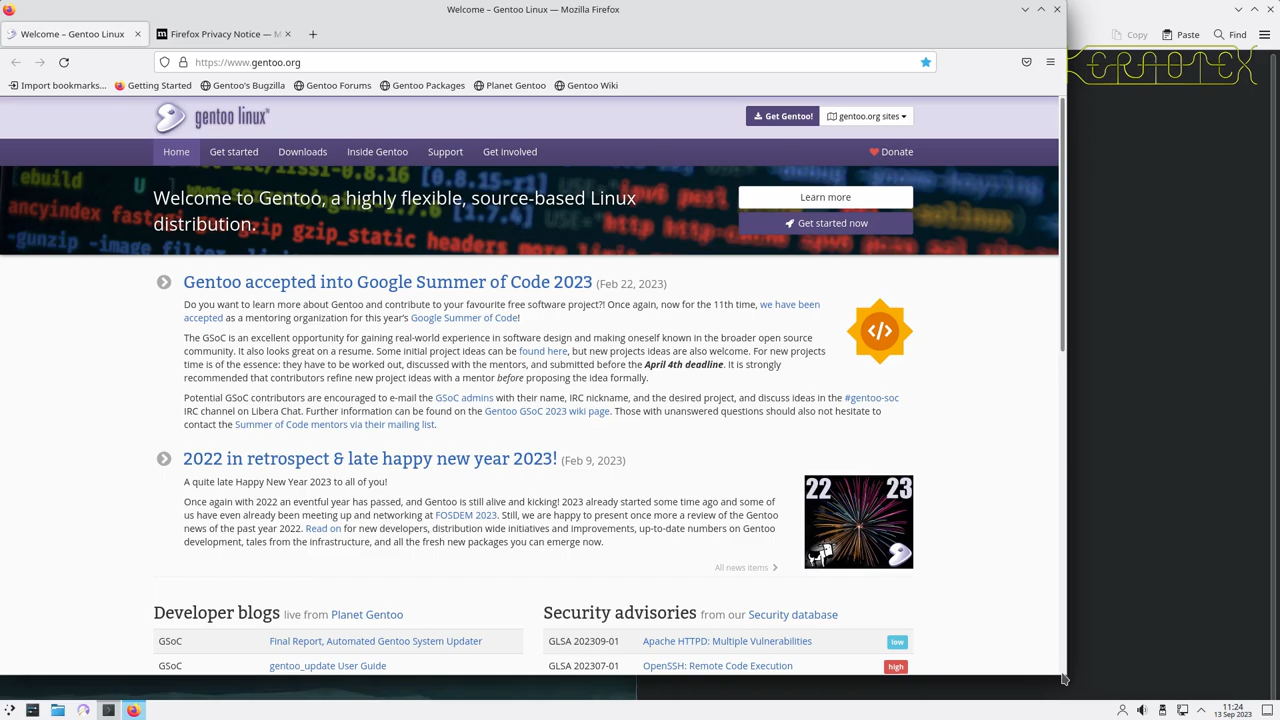 Welcome – Gentoo Linux — Mozilla Firefox
Welcome – Gentoo Linux
Firefox Privacy Notice — M
Copy
Paste
Find
https://www.gentoo.org
Import bookmarks...
Getting Started
Gentoo's Bugzilla
Gentoo Forums
Gentoo Packages
Planet Gentoo
Gentoo Wiki
gentoo linux™
Get Gentoo!
gentoo.org sites
Home
Get started
Downloads
Inside Gentoo
Support
Get involved
Donate
Welcome to Gentoo, a highly flexible, source-based Linux
distribution.
Learn more
Get started now
[ebuild U
[0.8.15.3]
ancyindex fast
gzip gzip_static headers
-gunzip -image_filter
Gentoo accepted into Google Summer of Code 2023 (Feb 22, 2023)
Do you want to learn more about Gentoo and contribute to your favourite free software project?! Once again, now for the 11th time, we have been
accepted as a mentoring organization for this year's Google Summer of Code!
The GSoC is an excellent opportunity for gaining real-world experience in software design and making oneself known in the broader open source
community. It also looks great on a resume. Some initial project ideas can be found here, but new projects ideas are also welcome. For new projects
time is of the essence: they have to be worked out, discussed with the mentors, and submitted before the April 4th deadline. It is strongly
recommended that contributors refine new project ideas with a mentor before proposing the idea formally.
Potential GSoC contributors are encouraged to e-mail the GSoC admins with their name, IRC nickname, and the desired project, and discuss ideas in the #gentoo-soc
IRC channel on Libera Chat. Further information can be found on the Gentoo GSoC 2023 wiki page. Those with unanswered questions should also not hesitate to
contact the Summer of Code mentors via their mailing list.
</>
2022 in retrospect & late happy new year 2023! (Feb 9, 2023)
A quite late Happy New Year 2023 to all of you!
Once again with 2022 an eventful year has passed, and Gentoo is still alive and kicking! 2023 already started some time ago and some of
us have even already been meeting up and networking at FOSDEM 2023. Still, we are happy to present once more a review of the Gentoo
news of the past year 2022. Read on for new developers, distribution wide initiatives and improvements, up-to-date numbers on Gentoo
development, tales from the infrastructure, and all the fresh new packages you can emerge now.
22 23
All news items
Developer blogs live from Planet Gentoo
GSoC Final Report, Automated Gentoo System Updater
GSoC gentoo_update User Guide
Security advisories from our Security database
GLSA 202309-01 Apache HTTPD: Multiple Vulnerabilities low
GLSA 202307-01 OpenSSH: Remote Code Execution high
11:24
13 Sep 2023